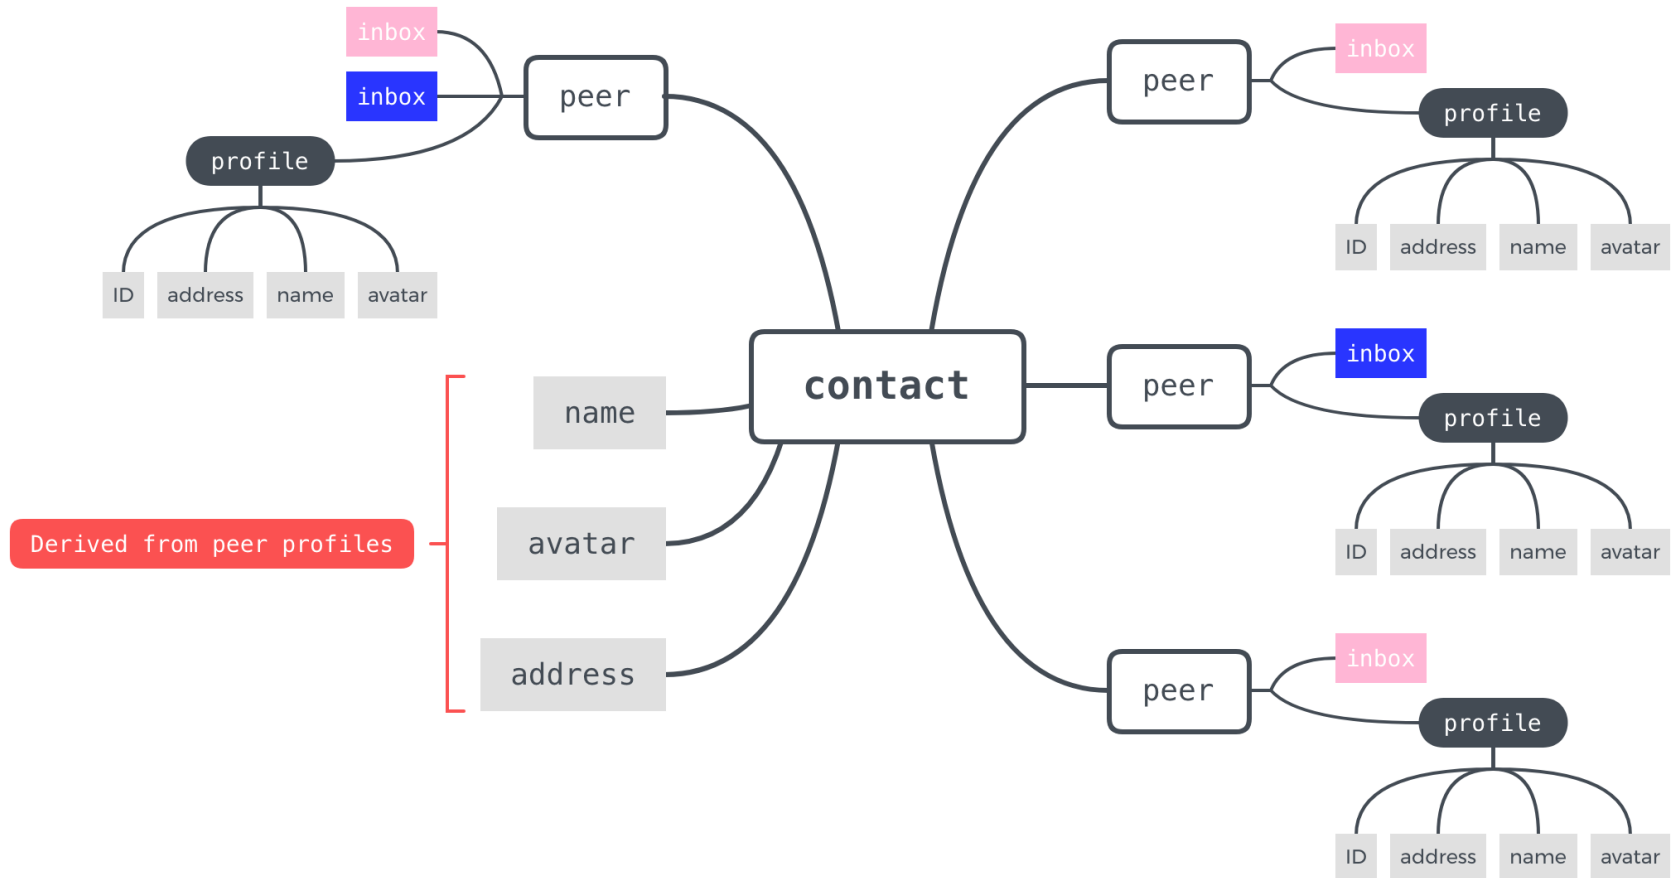 inbox
inbox
peer
profile
ID
address
name
avatar
peer
inbox
profile
ID
address
name
avatar
contact
name
avatar
address
Derived from peer profiles
peer
inbox
profile
ID
address
name
avatar
peer
inbox
profile
ID
address
name
avatar